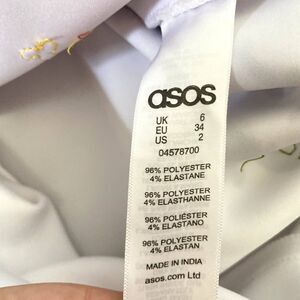 asos
UK 6
EU 34
US 2
04578700
96% POLYESTER
4% ELASTANE
96% POLYESTER
4% ELASTHANNE
96% POLIÉSTER
4% ELASTANO
96% POLYESTER
4% ELASTAN
MADE IN INDIA
asos.com Ltd